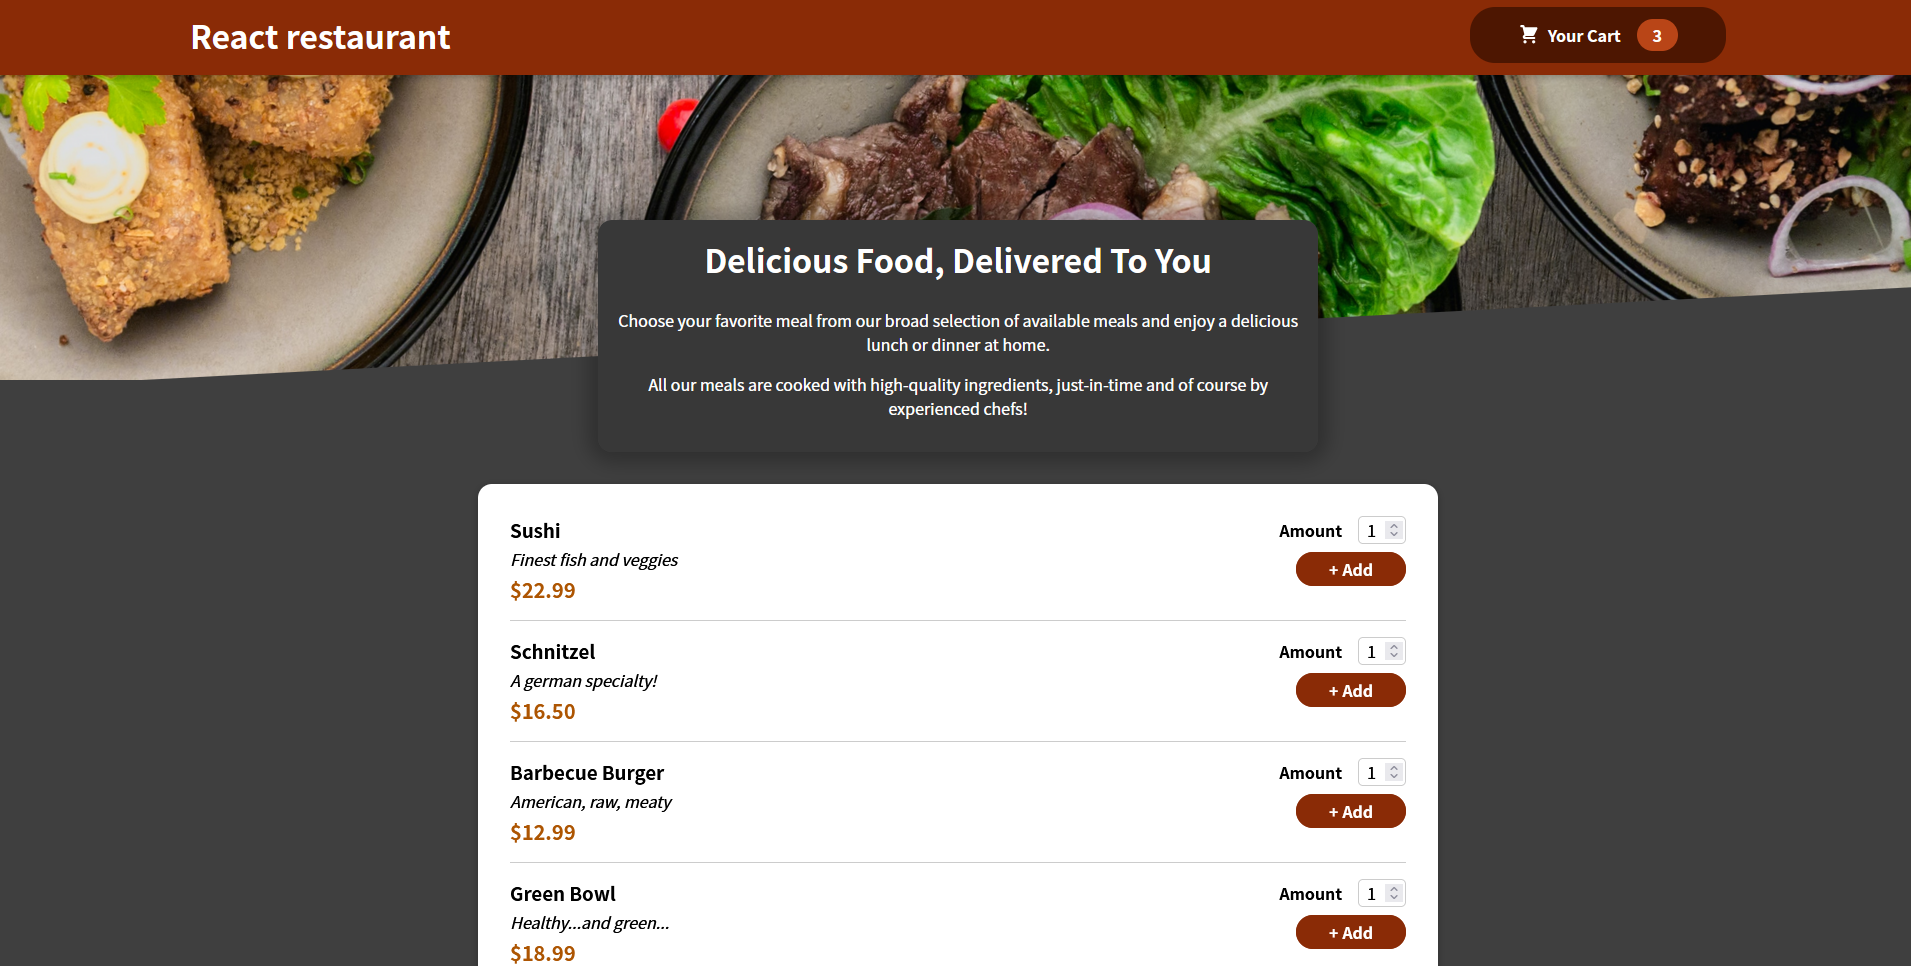 React restaurant
Your Cart 3
Delicious Food, Delivered To You
Choose your favorite meal from our broad selection of available meals and enjoy a delicious
lunch or dinner at home.
All our meals are cooked with high-quality ingredients, just-in-time and of course by
experienced chefs!
Sushi
Finest fish and veggies
$22.99
Amount 1
+ Add
Schnitzel
A german specialty!
$16.50
Amount 1
+ Add
Barbecue Burger
American, raw, meaty
$12.99
Amount 1
+ Add
Green Bowl
Healthy...and green...
$18.99
Amount 1
+ Add